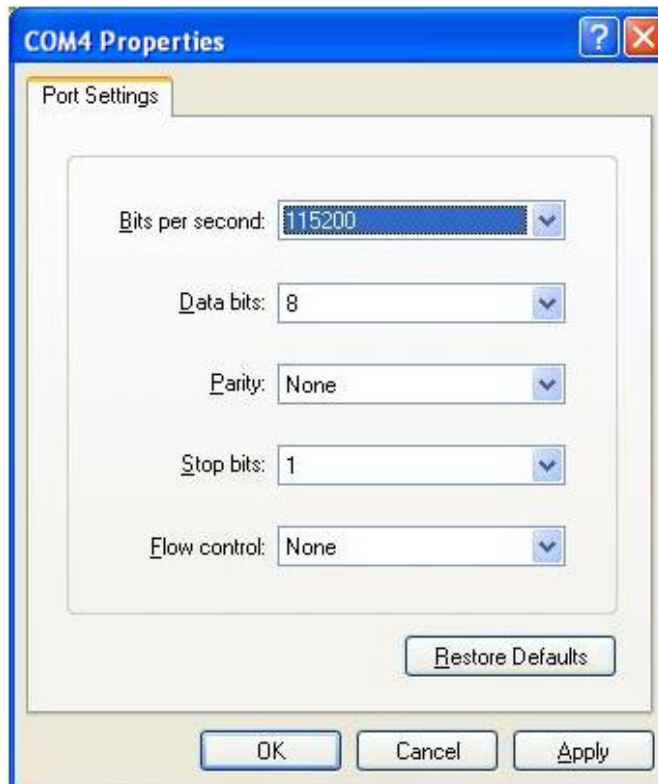 COM4 Properties
Port Settings
Bits per second: 115200
Data bits: 8
Parity: None
Stop bits: 1
Flow control: None
Restore Defaults
OK Cancel Apply